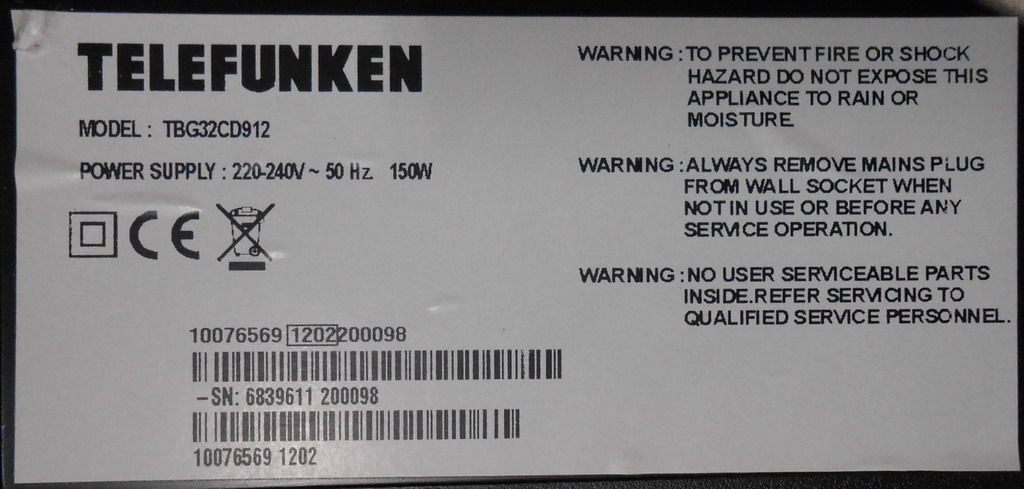 TELEFUNKEN
MODEL : TBG32CD912
POWER SUPPLY : 220-240V ~ 50 Hz 150W
CE
10076569 1202200098
-SN: 6839611 200098
10076569 1202
WARNING : TO PREVENT FIRE OR SHOCK
HAZARD DO NOT EXPOSE THIS
APPLIANCE TO RAIN OR
MOISTURE
WARNING : ALWAYS REMOVE MAINS PLUG
FROM WALL SOCKET WHEN
NOT IN USE OR BEFORE ANY
SERVICE OPERATION.
WARNING : NO USER SERVICEABLE PARTS
INSIDE.REFER SERVICING TO
QUALIFIED SERVICE PERSONNEL.